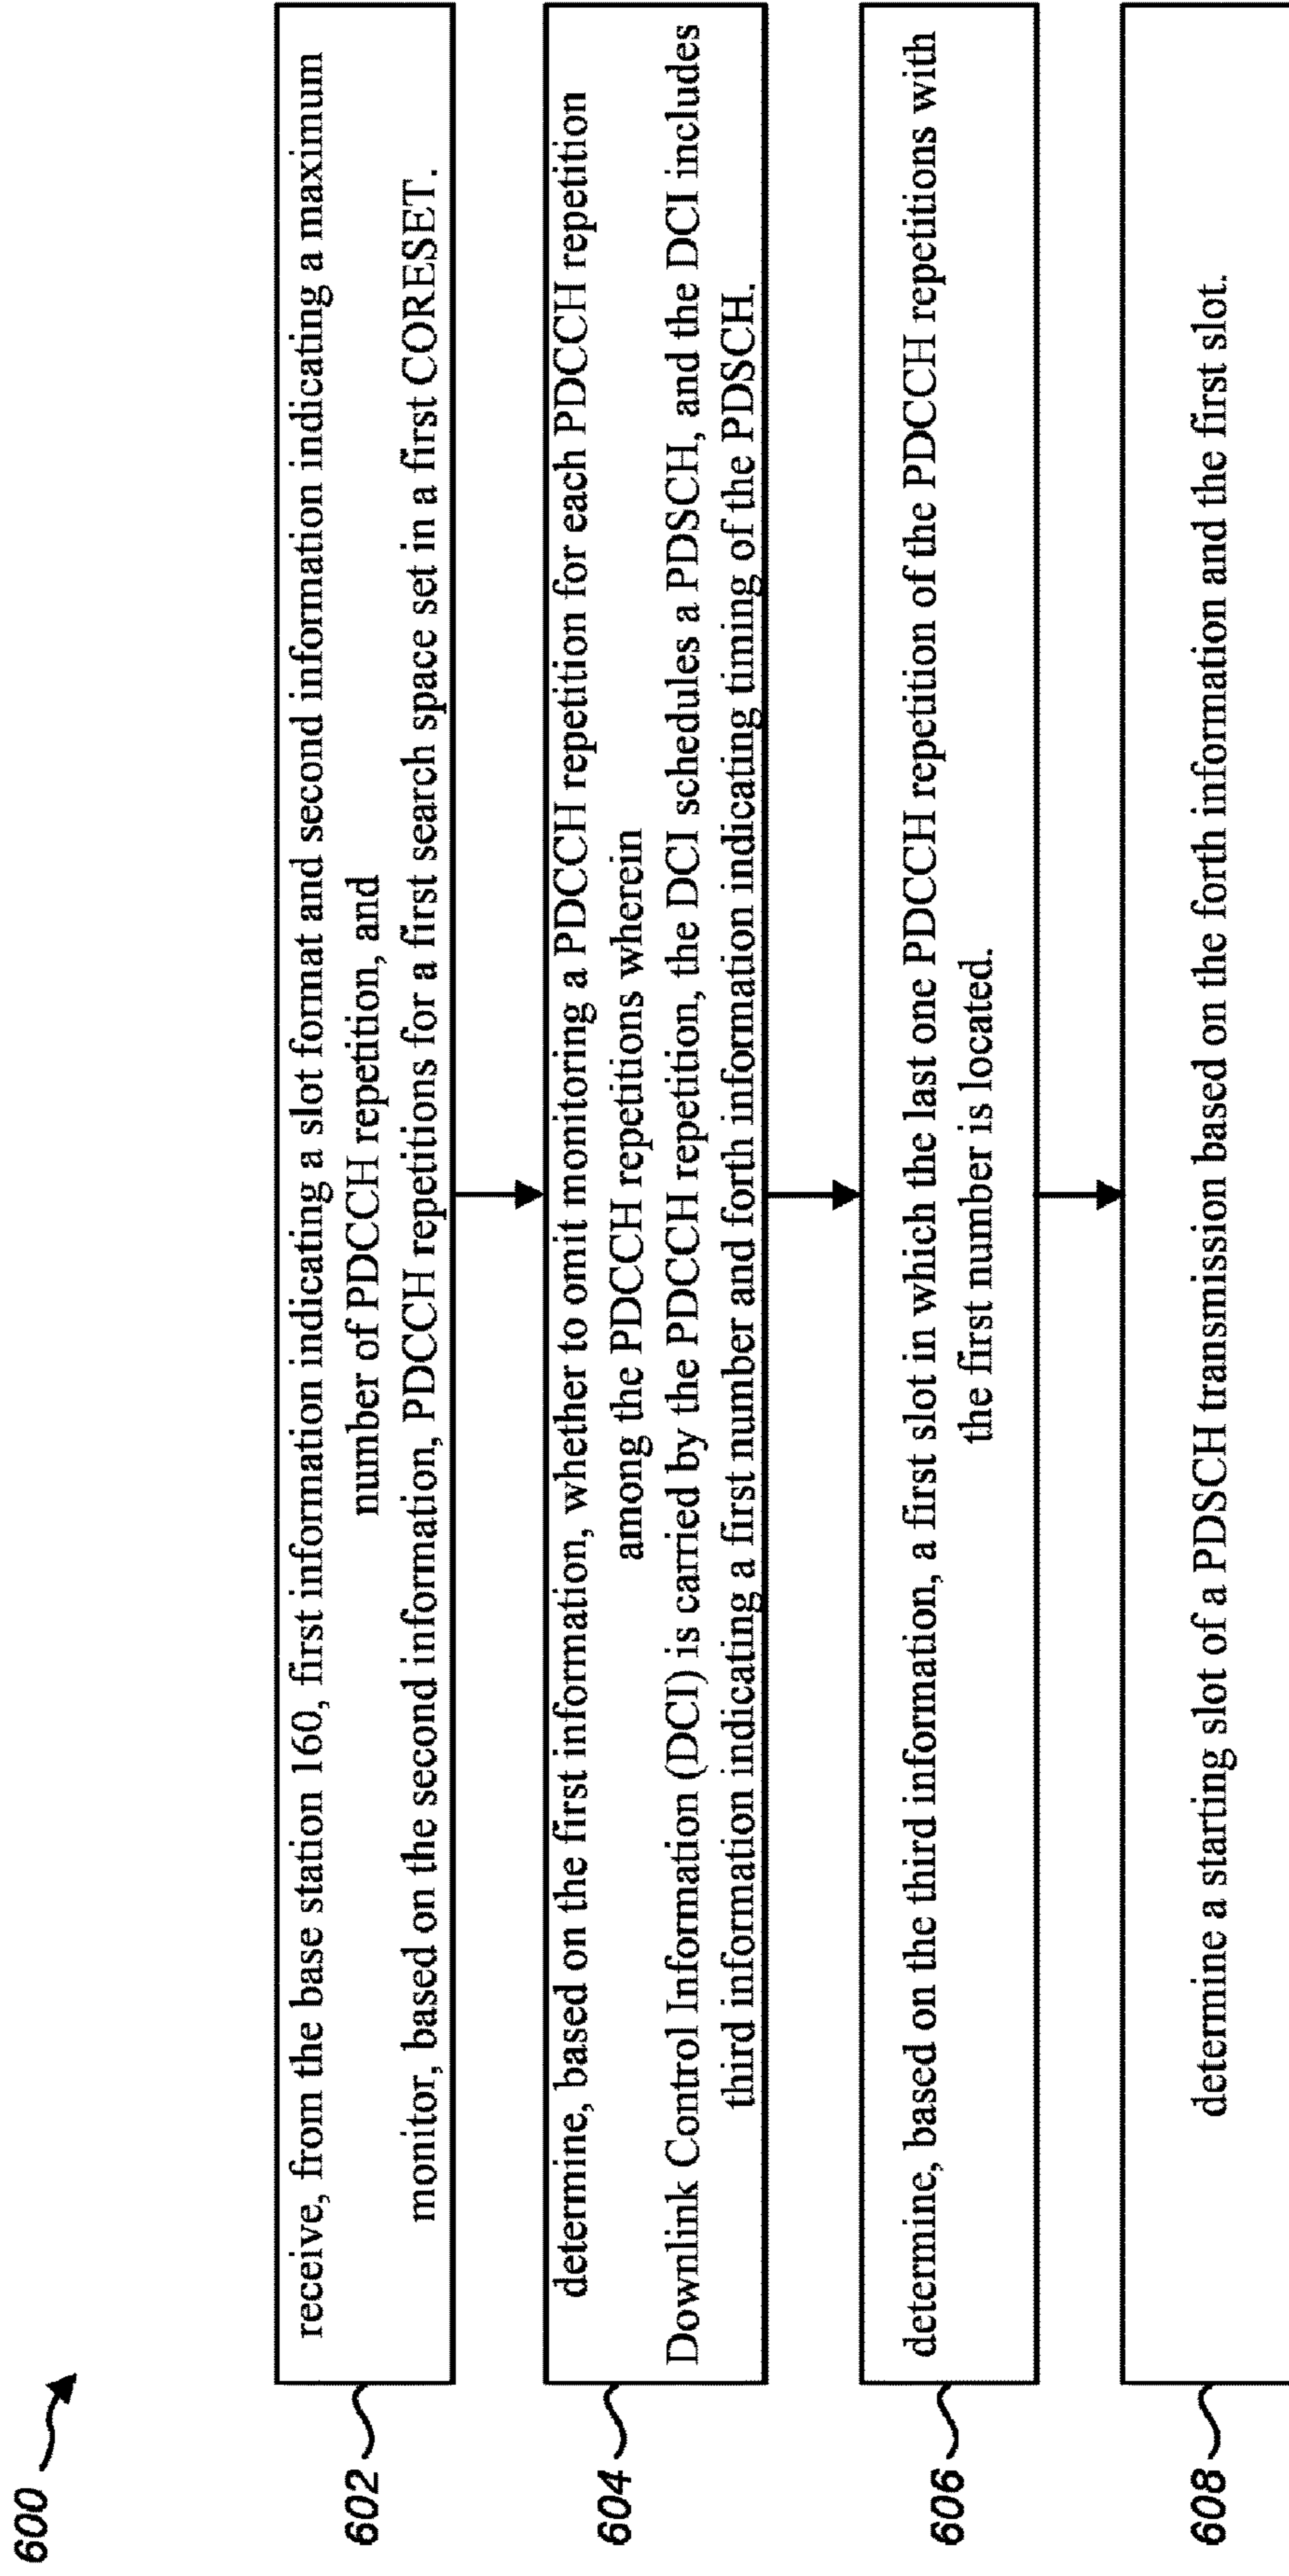 600
602
receive, from the base station 160, first information indicating a slot format and second information indicating a maximum
number of PDCCH repetition, and
monitor, based on the second information, PDCCH repetitions for a first search space set in a first CORESET.
604
determine, based on the first information, whether to omit monitoring a PDCCH repetition for each PDCCH repetition
among the PDCCH repetitions wherein
Downlink Control Information (DCI) is carried by the PDCCH repetition, the DCI schedules a PDSCH, and the DCI includes
third information indicating a first number and forth information indicating timing of the PDSCH.
606
determine, based on the third information, a first slot in which the last one PDCCH repetition of the PDCCH repetitions with
the first number is located.
608
determine a starting slot of a PDSCH transmission based on the forth information and the first slot.